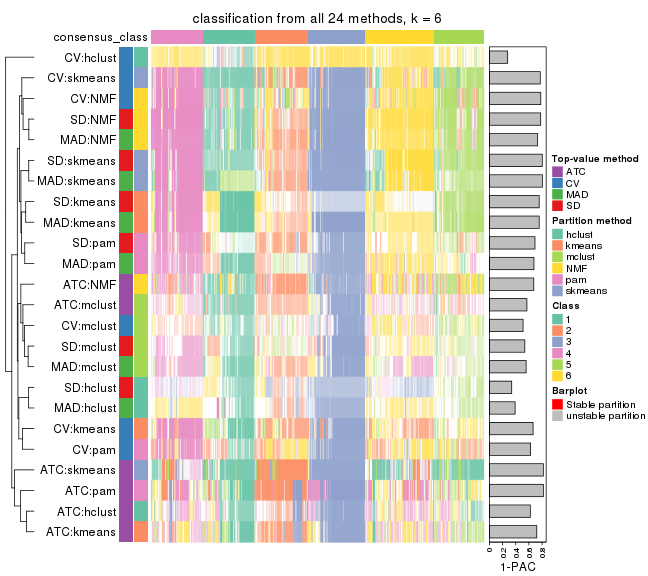 classification from all 24 methods, k = 6
consensus_class
CV:hclust
CV:skmeans
CV:NMF
SD:NMF
MAD:NMF
SD:skmeans
MAD:skmeans
SD:kmeans
MAD:kmeans
SD:pam
MAD:pam
ATC:NMF
ATC:mclust
CV:mclust
SD:mclust
MAD:mclust
SD:hclust
MAD:hclust
CV:kmeans
CV:pam
ATC:skmeans
ATC:pam
ATC:hclust
ATC:kmeans
0 0.2 0.4 0.6 0.8
1-PAC
Top-value method
ATC
CV
MAD
SD
Partition method
hclust
kmeans
mclust
NMF
pam
skmeans
Class
1
2
3
4
5
6
Barplot
Stable partition
unstable partition